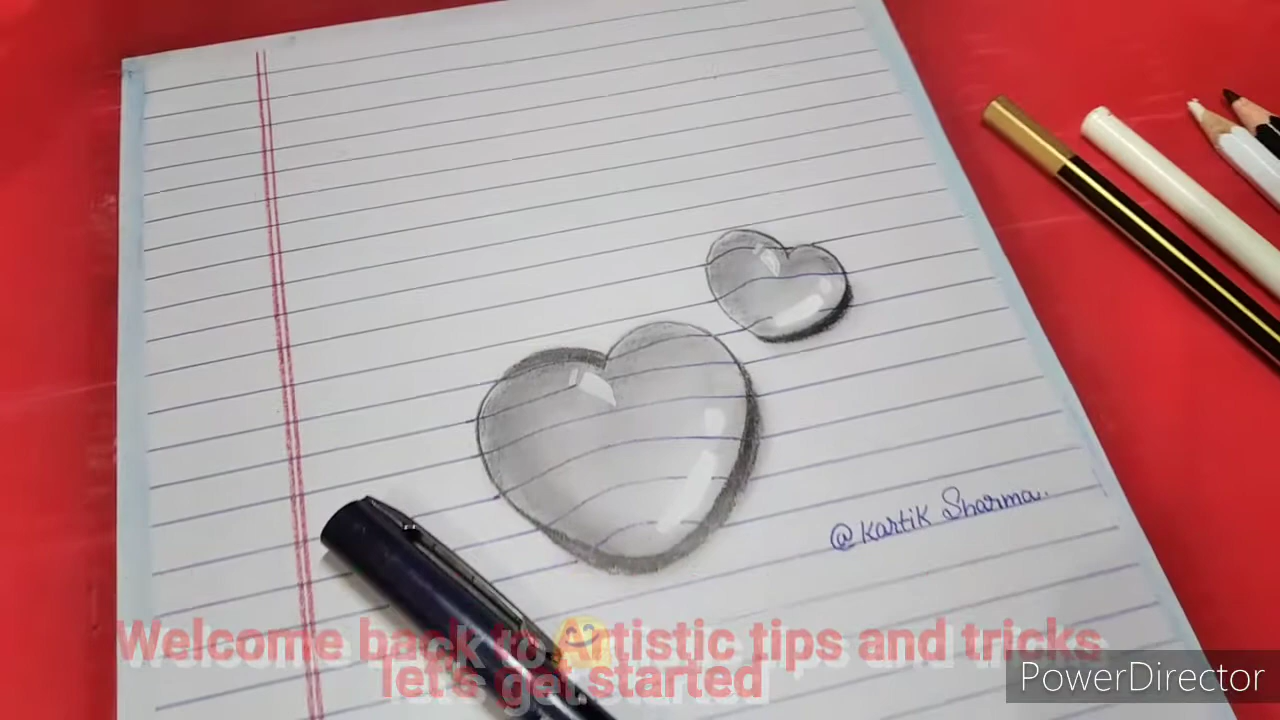 @Kartik Sharma.
Welcome back to Artistic tips and tricks
let's get started
PowerDirector